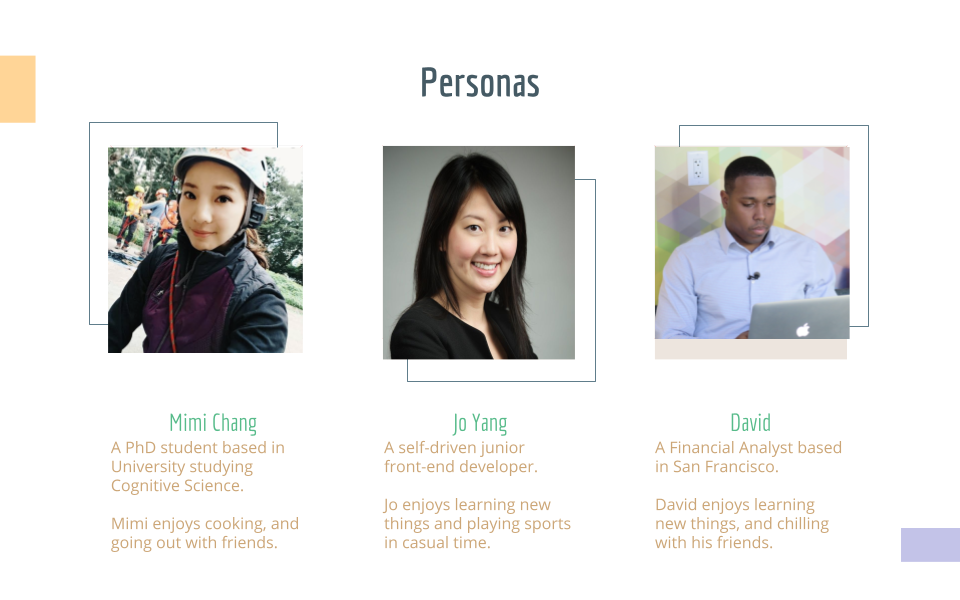 Personas
Mimi Chang
A PhD student based in
University studying
Cognitive Science.
Mimi enjoys cooking, and
going out with friends.
Jo Yang
A self-driven junior
front-end developer.
Jo enjoys learning new
things and playing sports
in casual time.
David
A Financial Analyst based
in San Francisco.
David enjoys learning
new things, and chilling
with his friends.